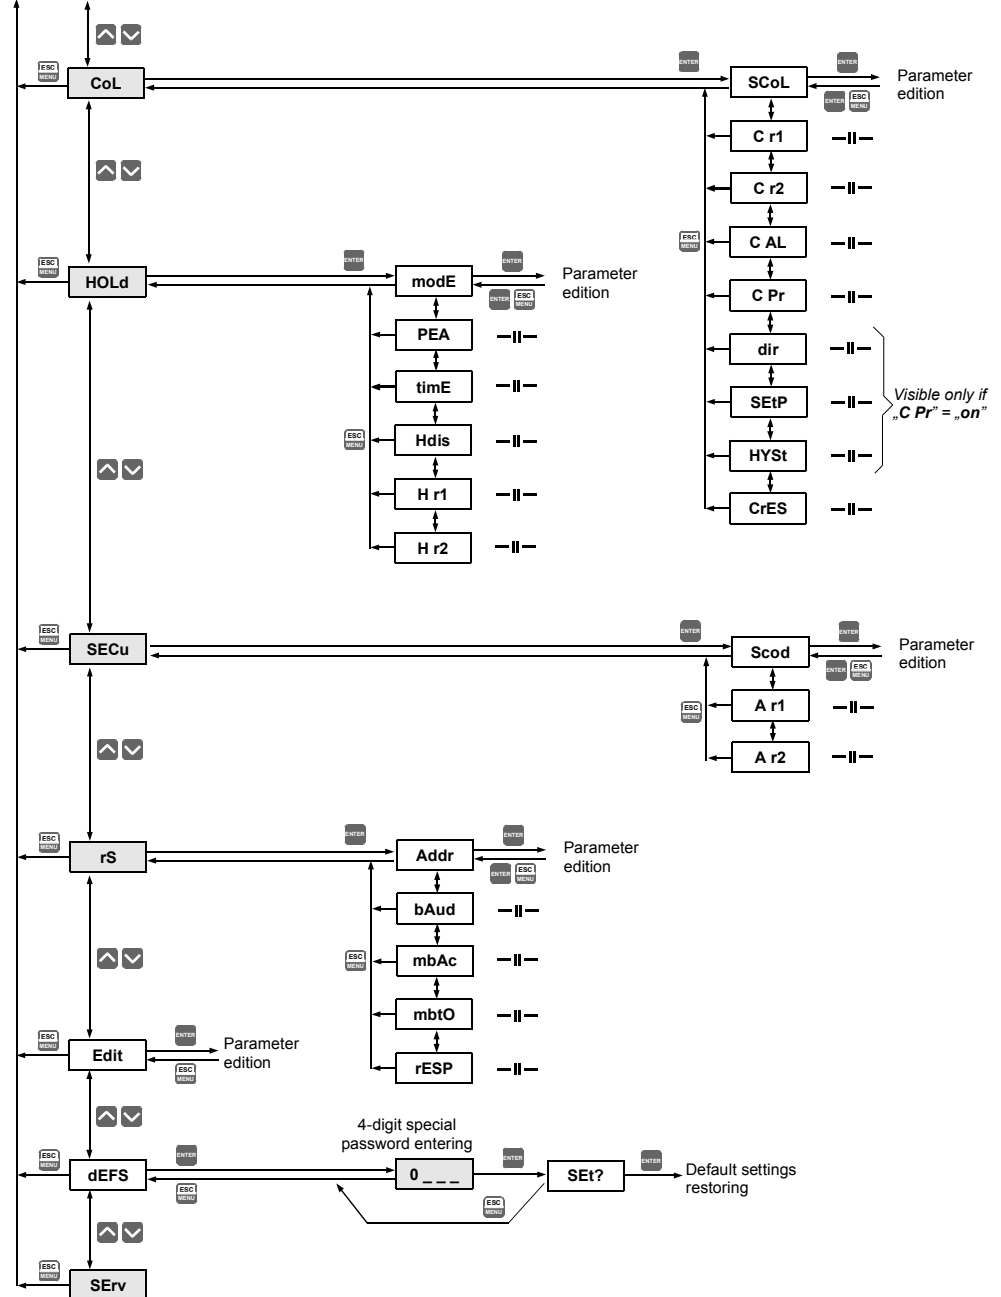 ESC
MENU
CoL
ENTER
SCoL
ENTER
Parameter
edition
ENTER
ESC
MENU
C r1
C r2
ESC
MENU
C AL
C Pr
dir
SEtP
HYSt
CrES
Visible only if
„C Pr” = „on”
ESC
MENU
HOLd
ENTER
modE
ENTER
Parameter
edition
ENTER
ESC
MENU
PEA
timE
ESC
MENU
Hdis
H r1
H r2
ESC
MENU
SECu
ENTER
Scod
ENTER
Parameter
edition
ENTER
ESC
MENU
ESC
MENU
A r1
A r2
ESC
MENU
rS
ENTER
Addr
ENTER
Parameter
edition
ENTER
ESC
MENU
bAud
ESC
MENU
mbAc
mbtO
rESP
ESC
MENU
Edit
ENTER
Parameter
edition
ESC
MENU
4-digit special
password entering
ESC
MENU
dEFS
ENTER
ESC
MENU
0 _ _ _
ENTER
ESC
MENU
SEt?
ENTER
Default settings
restoring
ESC
MENU
SErv